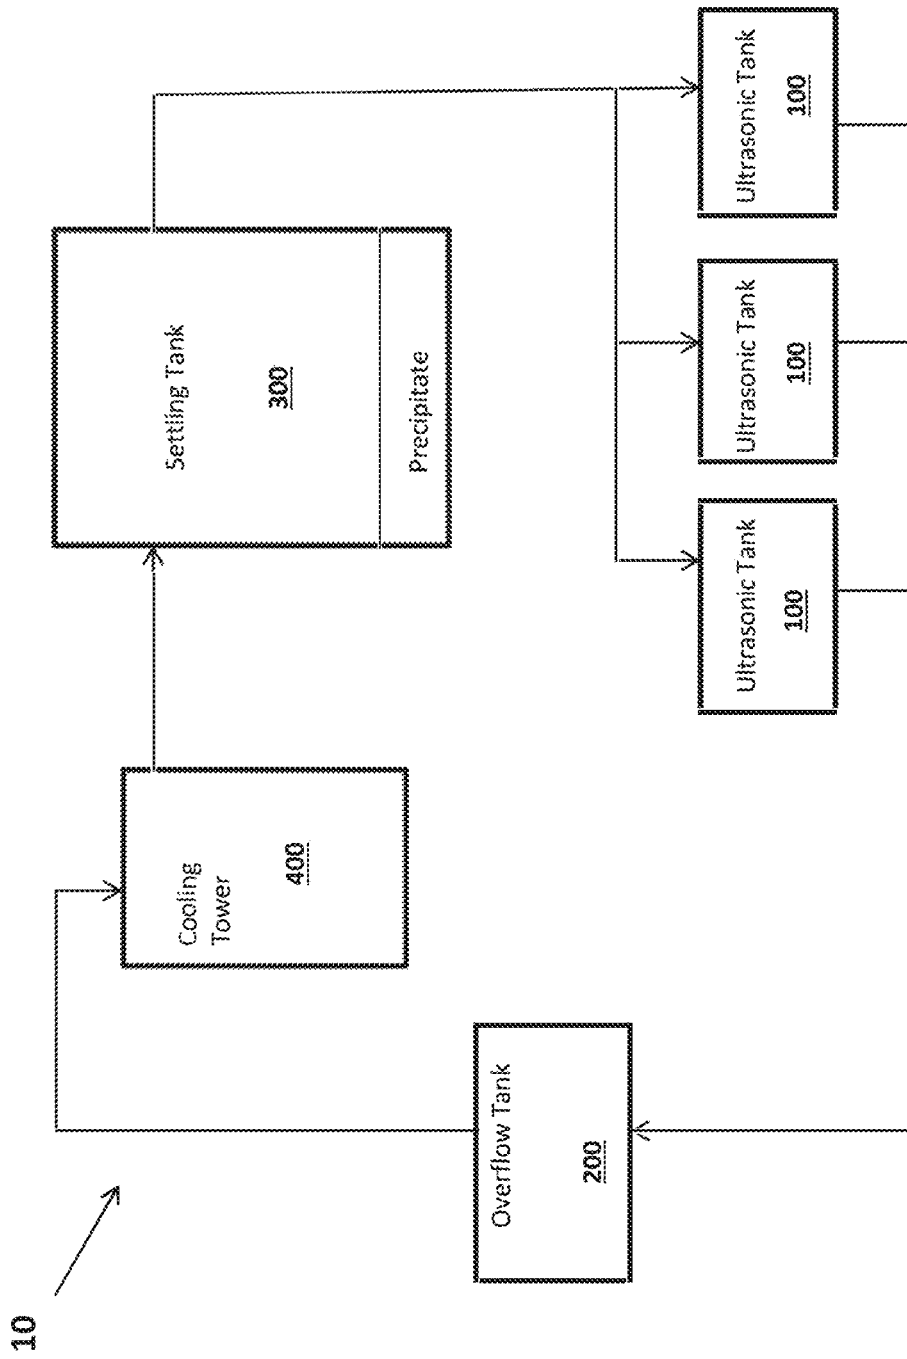 10
Overflow Tank
200
Cooling
Tower
400
Settling Tank
300
Precipitate
Ultrasonic Tank
100
Ultrasonic Tank
100
Ultrasonic Tank
100